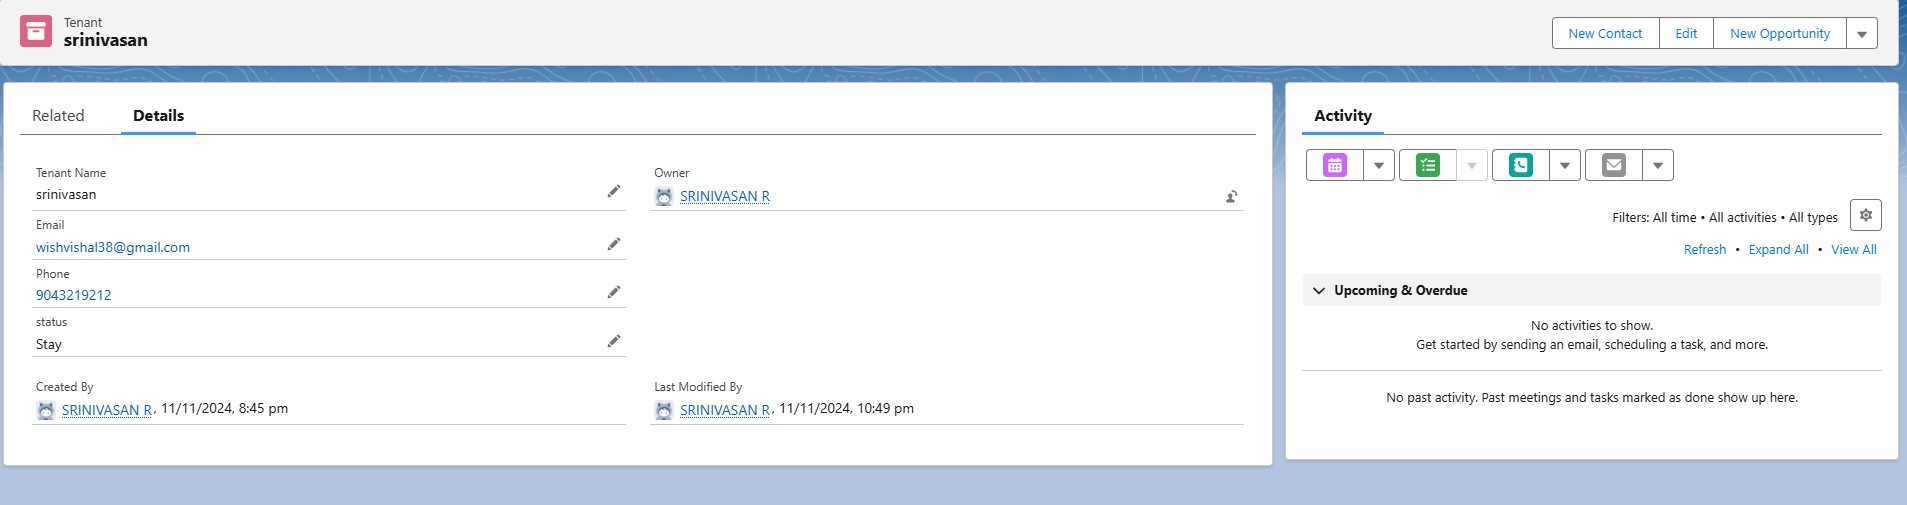 Tenant
srinivasan
New Contact
Edit
New Opportunity
Related
Details
Tenant Name
srinivasan
Owner
SRINIVASAN R
Email
wishvishal38@gmail.com
Phone
9043219212
status
Stay
Created By
SRINIVASAN R, 11/11/2024, 8:45 pm
Last Modified By
SRINIVASAN R, 11/11/2024, 10:49 pm
Activity
Filters: All time • All activities • All types
Refresh • Expand All • View All
Upcoming & Overdue
No activities to show.
Get started by sending an email, scheduling a task, and more.
No past activity. Past meetings and tasks marked as done show up here.